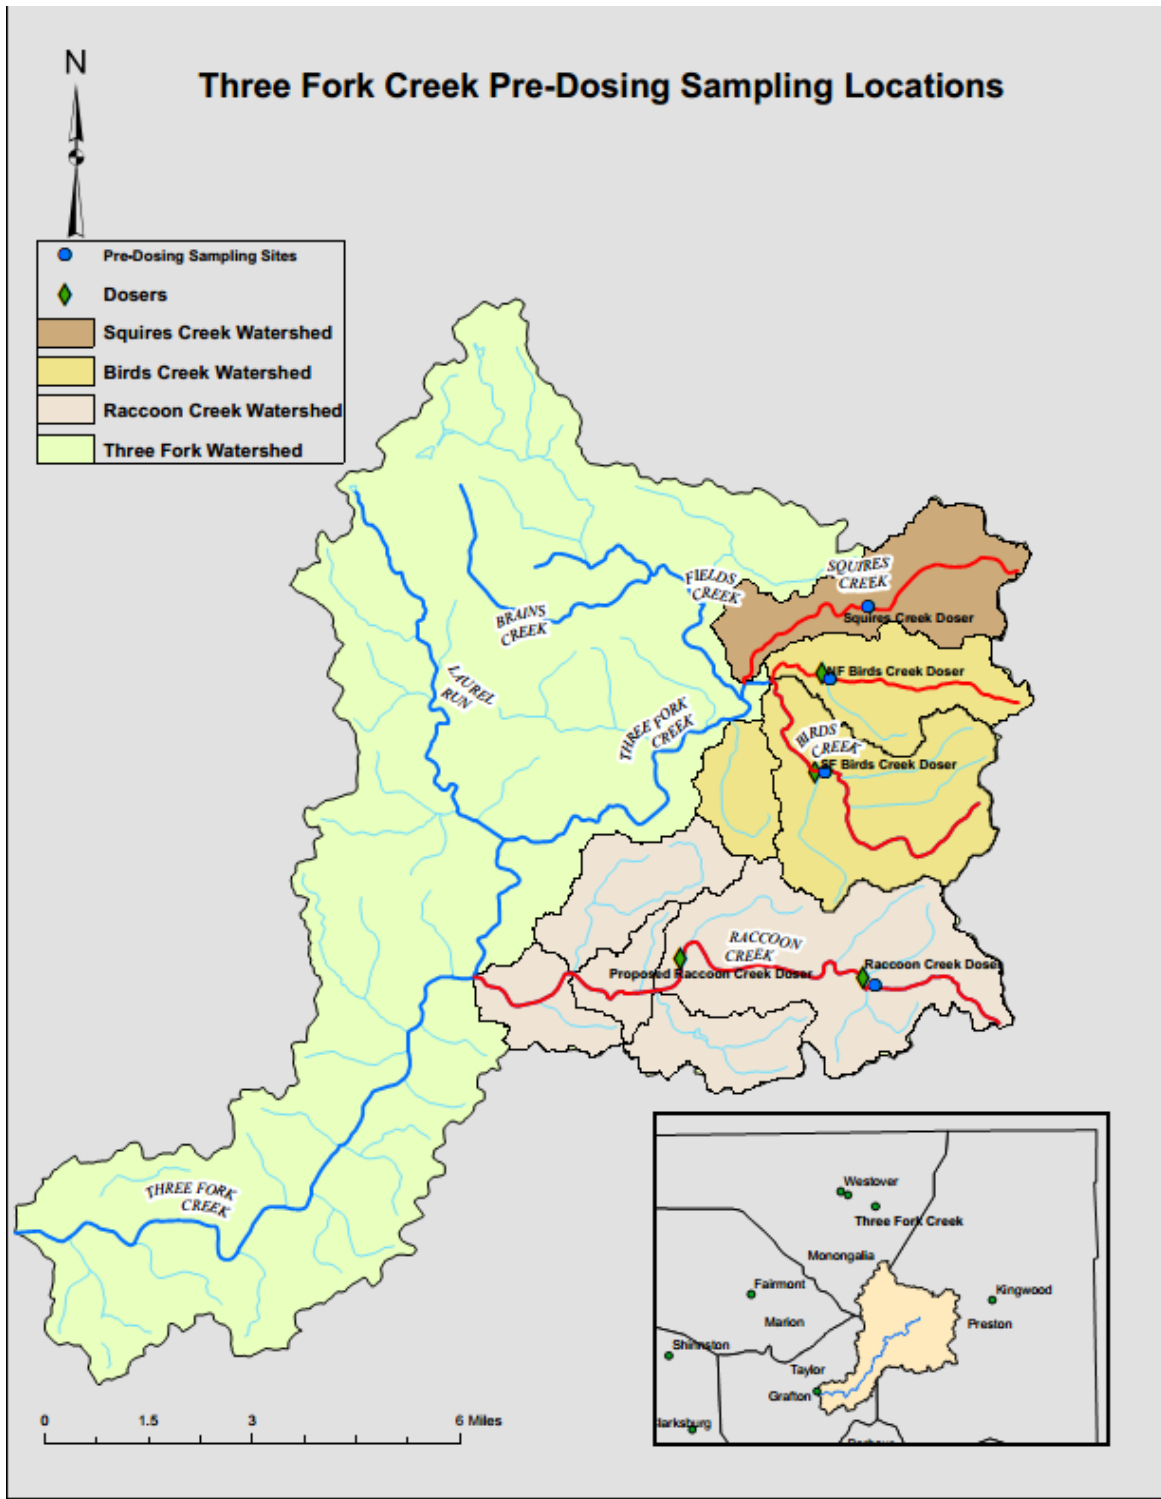 N
Three Fork Creek Pre-Dosing Sampling Locations
Pre-Dosing Sampling Sites
Dosers
Squires Creek Watershed
Birds Creek Watershed
Raccoon Creek Watershed
Three Fork Watershed
SQUIRES
CREEK
FIELDS
CREEK
BRAINS
CREEK
Squires Creek Doser
NF Birds Creek Doser
LAUREL
RUN
THREE FORK
CREEK
BIRDS
CREEK
SF Birds Creek Doser
RACCOON
CREEK
Proposed Raccoon Creek Doser
Raccoon Creek Doser
THREE FORK
CREEK
Westover
Three Fork Creek
Monongalia
Fairmont
Kingwood
Marion
Preston
Shinnston
Taylor
Grafton
larksburg
0 1.5 3 6 Miles